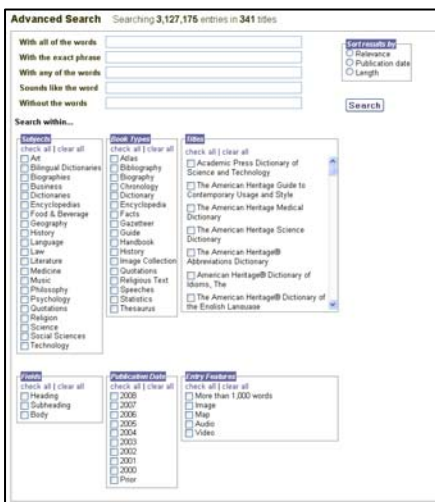 Advanced Search Searching 3,127,175 entries in 341 titles
With all of the words
With the exact phrase
With any of the words
Sounds like the word
Without the words
Sort results by
Relevance
Publication date
Length
Search
Search within...
Subjects
check all | clear all
Art
Bilingual Dictionaries
Biographies
Business
Dictionaries
Encyclopedias
Food & Beverage
Geography
History
Language
Law
Literature
Medicine
Music
Philosophy
Psychology
Quotations
Religion
Science
Social Sciences
Technology
Book Types
check all | clear all
Atlas
Bibliography
Biography
Chronology
Dictionary
Encyclopedia
Facts
Gazetteer
Guide
Handbook
History
Image Collection
Quotations
Religious Text
Speeches
Statistics
Thesaurus
Titles
check all | clear all
Academic Press Dictionary of
Science and Technology
The American Heritage Guide to
Contemporary Usage and Style
The American Heritage Medical
Dictionary
The American Heritage Science
Dictionary
The American Heritage®
Abbreviations Dictionary
American Heritage® Dictionary of
Idioms, The
The American Heritage® Dictionary of
the English Language
Fields
check all | clear all
Heading
Subheading
Body
Publication Date
check all | clear all
2008
2007
2006
2005
2004
2003
2002
2001
2000
Prior
Entry Features
check all | clear all
More than 1,000 words
Image
Map
Audio
Video